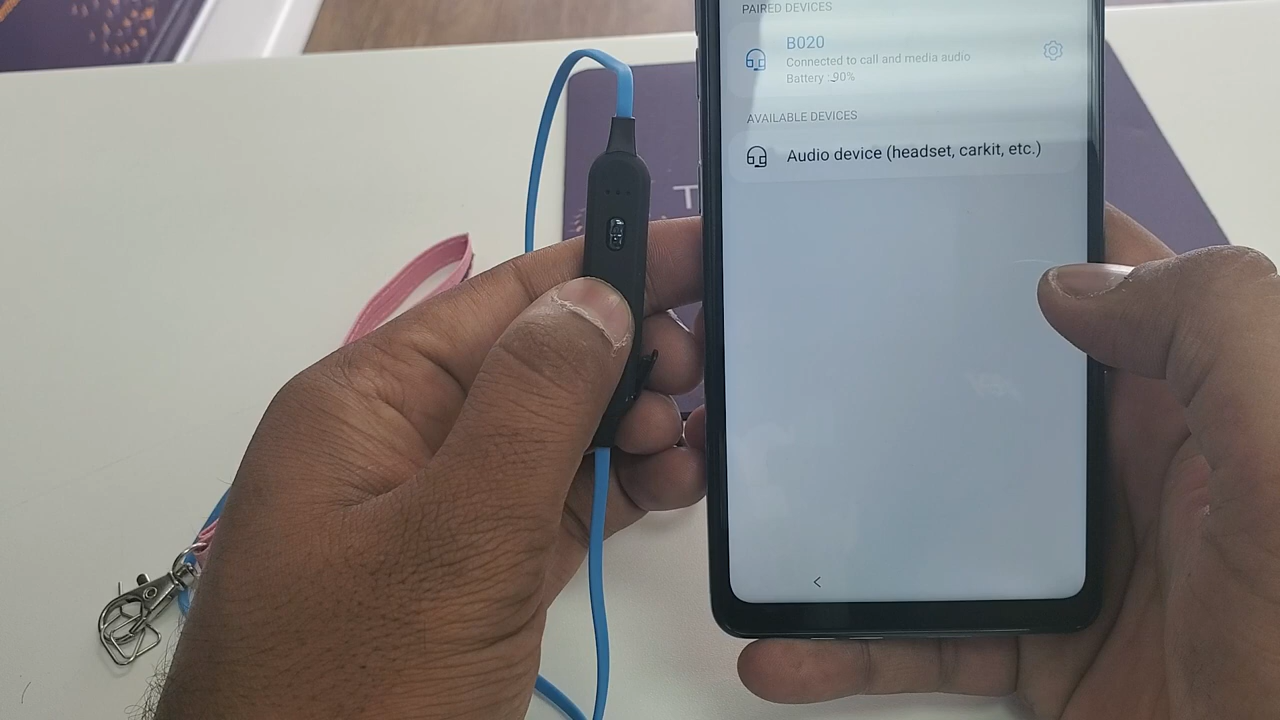 PAIRED DEVICES
B020
Connected to call and media audio
Battery : 90%
AVAILABLE DEVICES
Audio device (headset, carkit, etc.)
T